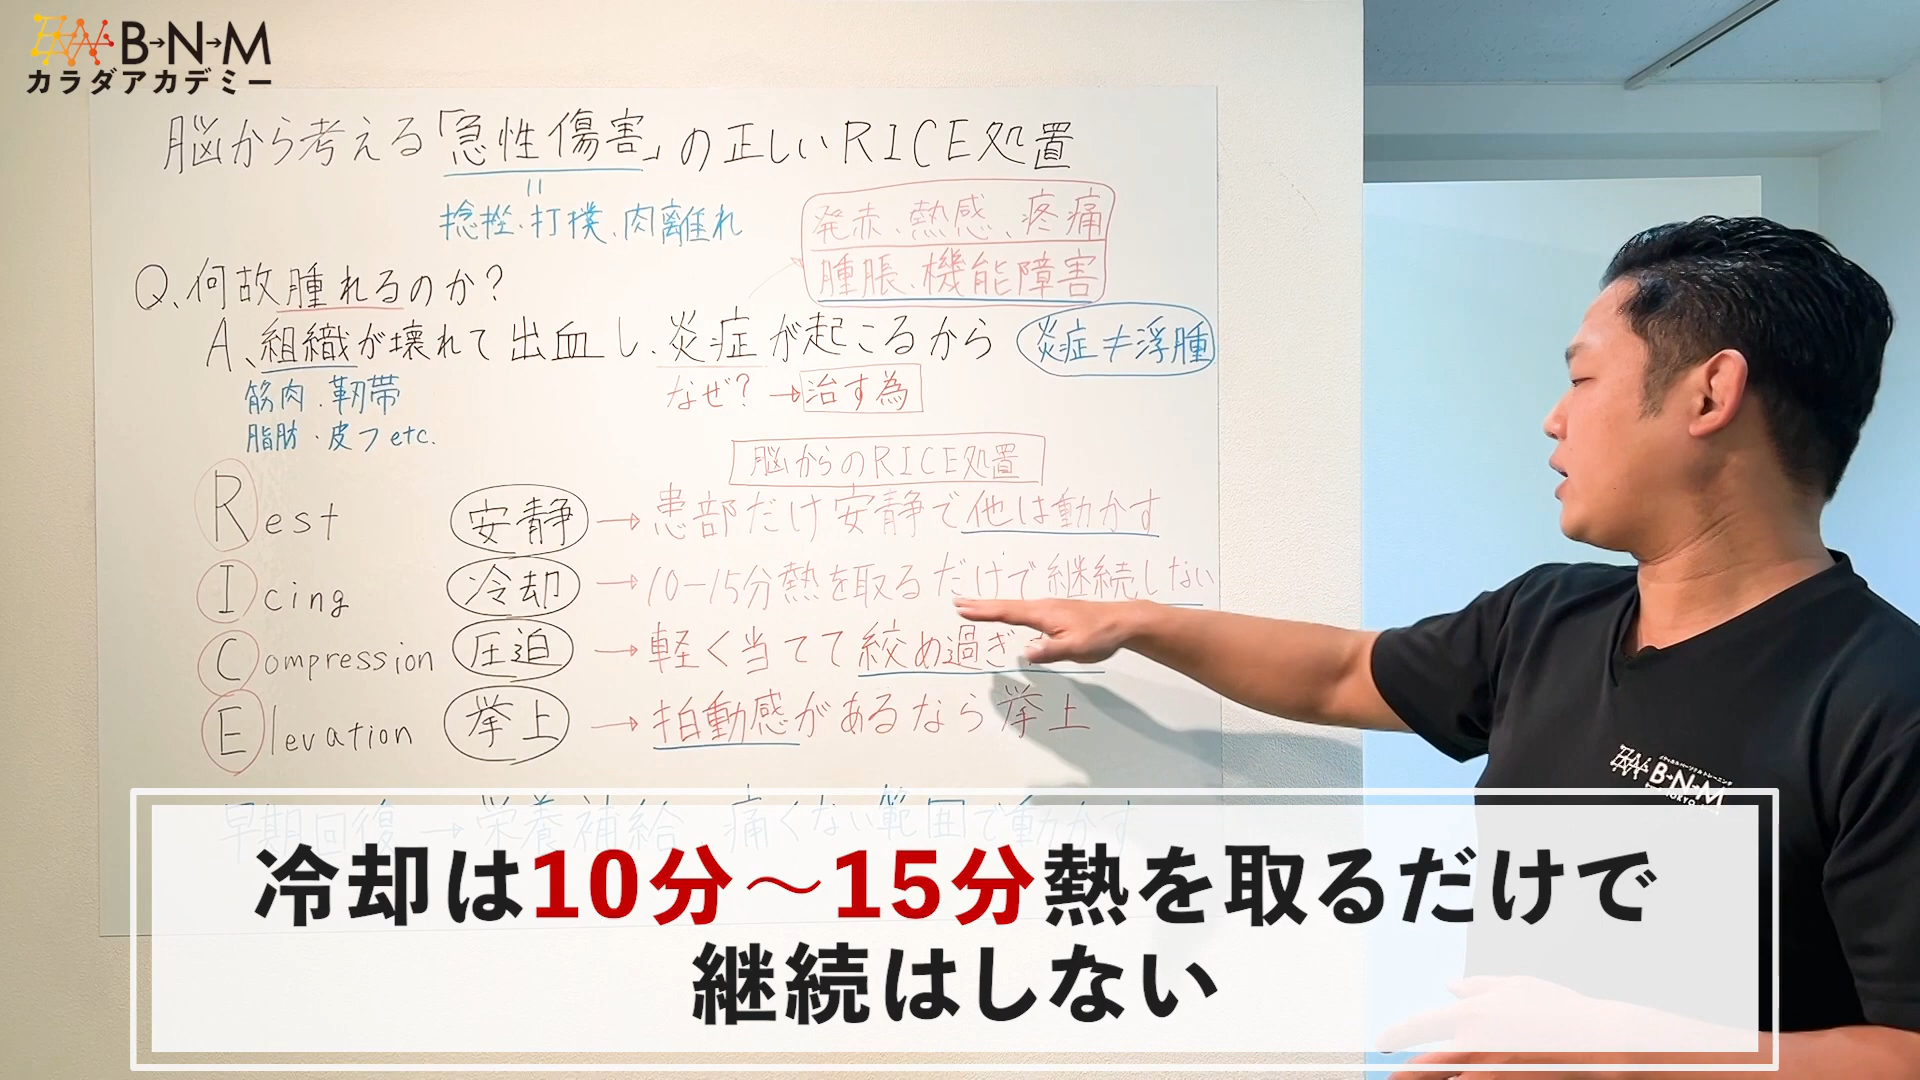 B→N→M
カラダアカデミー
脳から考える「急性傷害」の正しいRICE処置
捻挫、打撲、肉離れ
発赤、熱感、疼痛
腫脹、機能障害
Q、何故腫れるのか?
A、組織が壊れて出血し、炎症が起こるから
炎症≠浮腫
筋肉、靭帯
脂肪、皮フetc.
なぜ?→治す為
脳からのRICE処置
Rest 安静→患部だけ安静で他は動かす
Icing 冷却→10-15分熱を取るだけで継続しない
Compression 圧迫→軽く当てて絞め過ぎ
Elevation 挙上→拍動感があるなら挙上
早期回復→栄養補給 痛くない範囲で動かす
B→N→M
冷却は10分〜15分熱を取るだけで
継続はしない